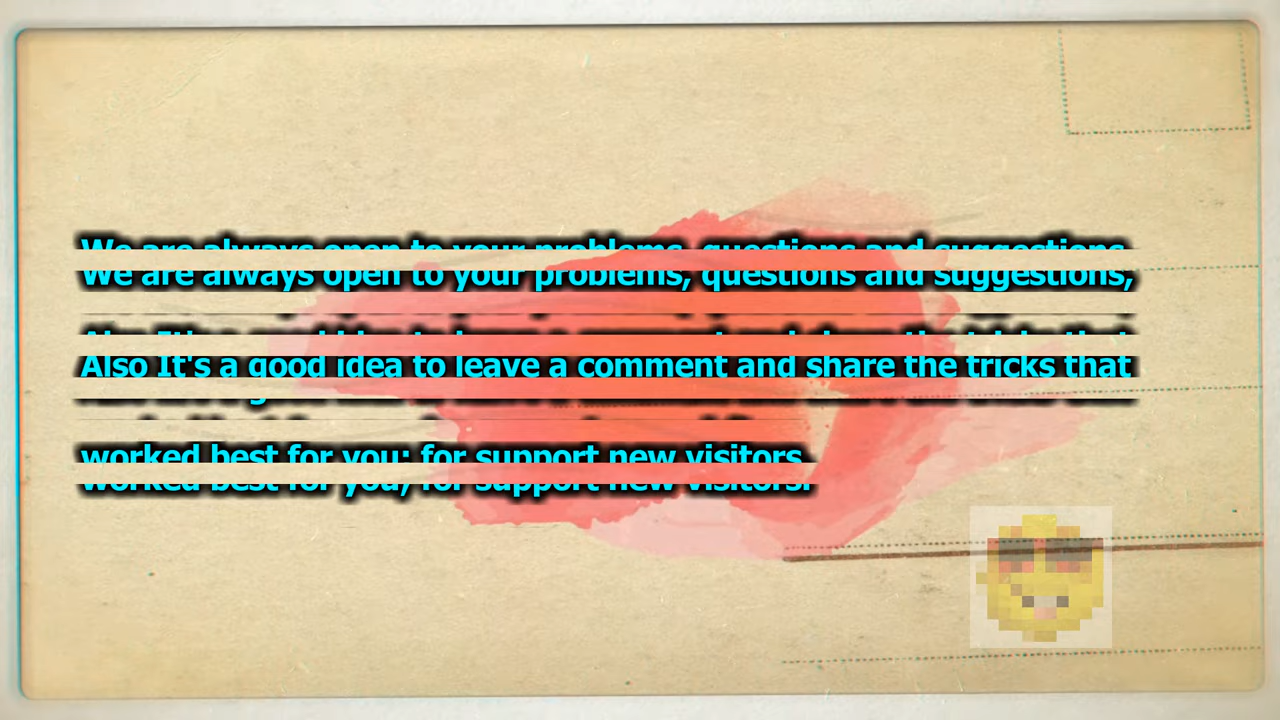 We are always open to your problems, questions and suggestions,
Also It's a good idea to leave a comment and share the tricks that
worked best for you; for support new visitors.